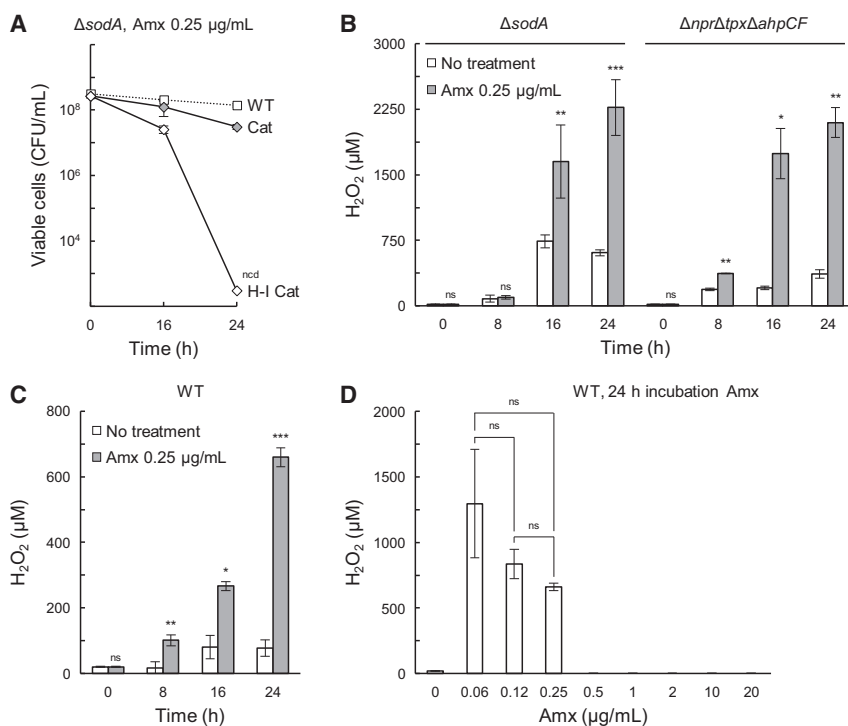 A
ΔsodA, Amx 0.25 µg/mL
Viable cells (CFU/mL)
10⁸
10⁶
10⁴
WT
Cat
ncd
H-I Cat
0 16 24
Time (h)
B
ΔsodA ΔnprΔtpxΔahpCF
No treatment
Amx 0.25 µg/mL
H₂O₂ (µM)
3000
2250
1500
750
0
ns ns ** *** ns ** * **
0 8 16 24 0 8 16 24
Time (h)
C
WT
No treatment
Amx 0.25 µg/mL
H₂O₂ (µM)
800
600
400
200
0
ns ** * ***
0 8 16 24
Time (h)
D
WT, 24 h incubation Amx
H₂O₂ (µM)
2000
1500
1000
500
0
ns
ns
ns
0 0.06 0.12 0.25 0.5 1 2 10 20
Amx (µg/mL)